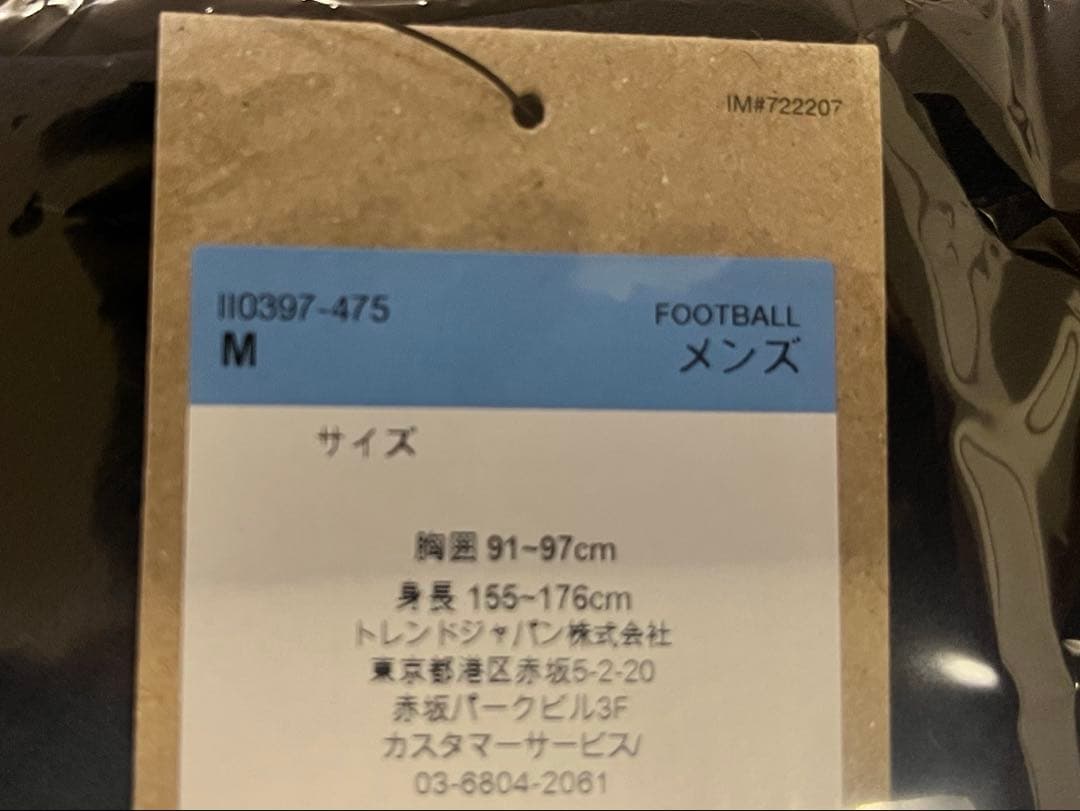 IM#722207
II0397-475
FOOTBALL
M
メンズ
サイズ
胸囲 91~97cm
身長 155~176cm
トレンドジャパン株式会社
東京都港区赤坂5-2-20
赤坂パークビル3F
カスタマーサービス/
03-6804-2061